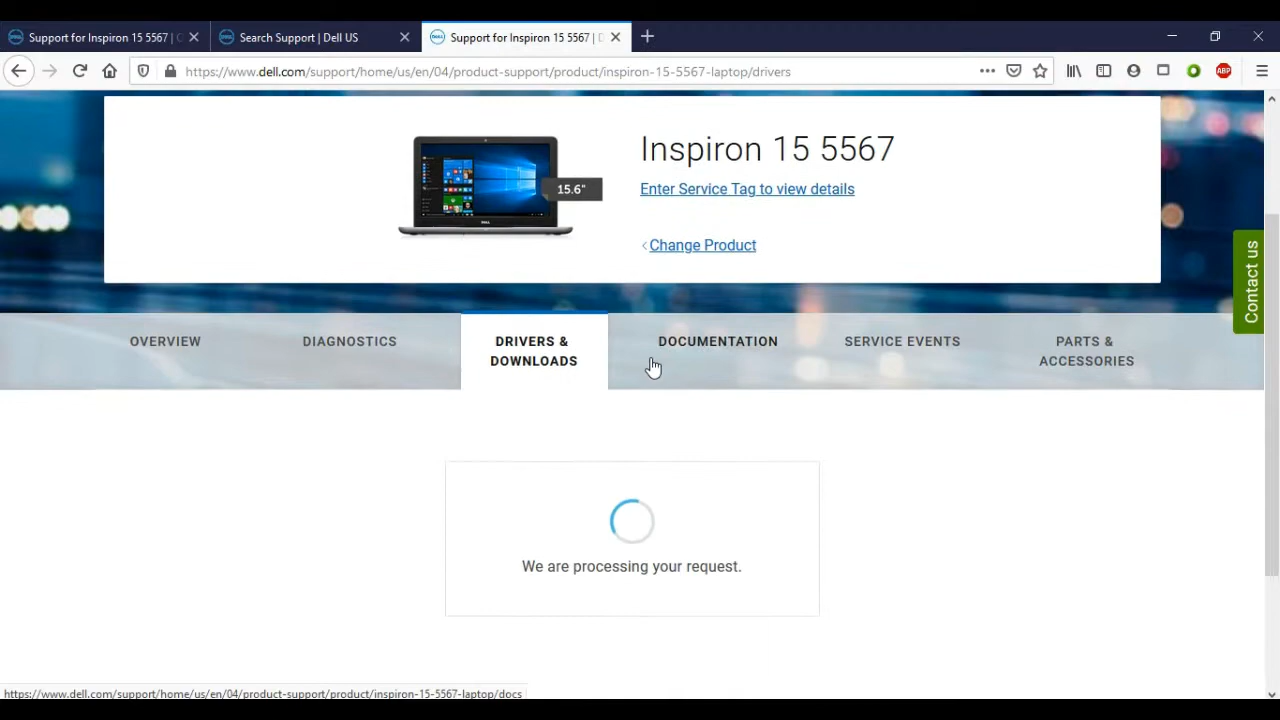 Support for Inspiron 15 5567 |
Search Support | Dell US
Support for Inspiron 15 5567 | D
https://www.dell.com/support/home/us/en/04/product-support/product/inspiron-15-5567-laptop/drivers
ABP
15.6"
Inspiron 15 5567
Enter Service Tag to view details
Change Product
Contact us
OVERVIEW
DIAGNOSTICS
DRIVERS &
DOWNLOADS
DOCUMENTATION
SERVICE EVENTS
PARTS &
ACCESSORIES
We are processing your request.
https://www.dell.com/support/home/us/en/04/product-support/product/inspiron-15-5567-laptop/docs